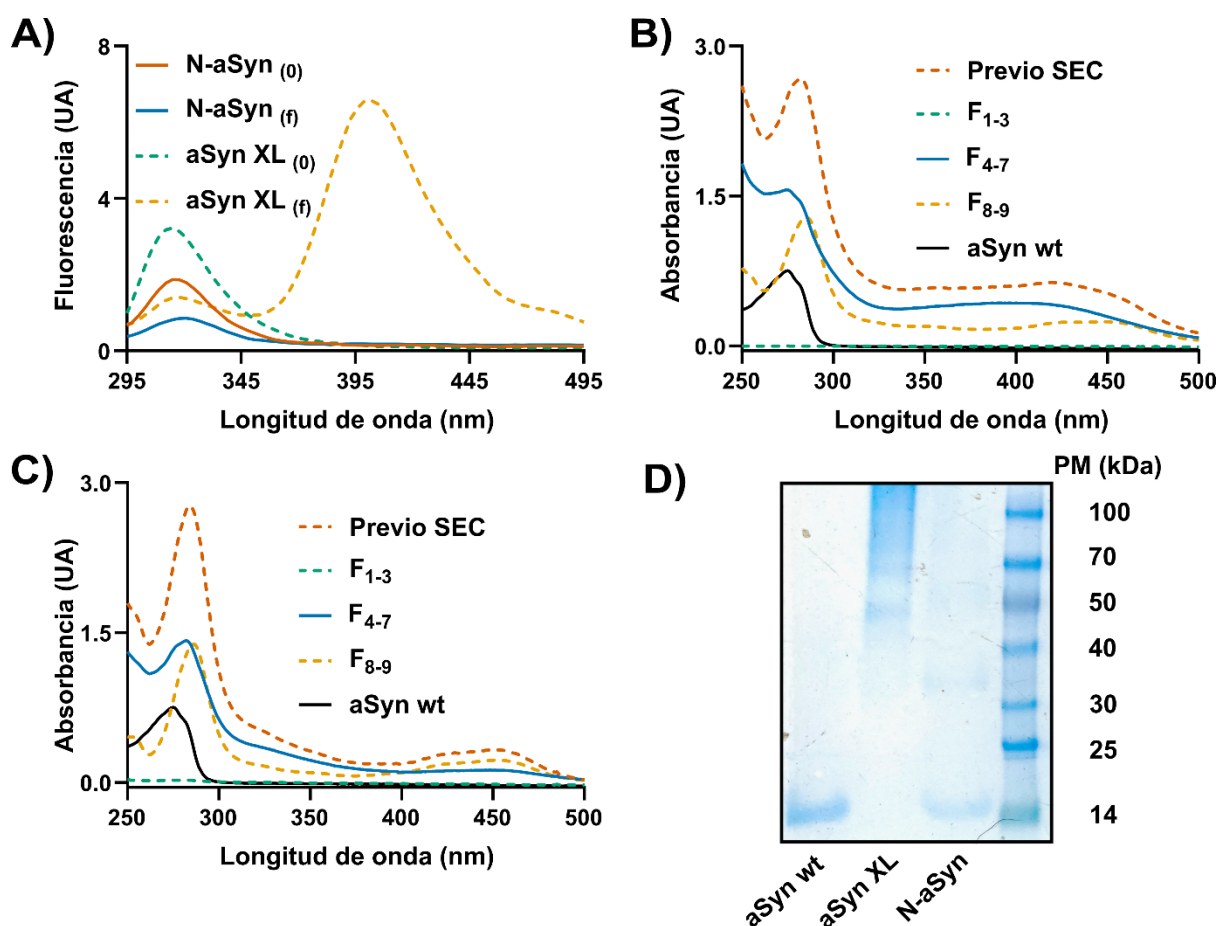 A)
Fluorescencia (UA)
8
4
0
N-aSyn (0)
N-aSyn (f)
aSyn XL (0)
aSyn XL (f)
295 345 395 445 495
Longitud de onda (nm)
B)
Absorbancia (UA)
3.0
1.5
0.0
Previo SEC
F1-3
F4-7
F8-9
aSyn wt
250 300 350 400 450 500
Longitud de onda (nm)
C)
Absorbancia (UA)
3.0
1.5
0.0
Previo SEC
F1-3
F4-7
F8-9
aSyn wt
250 300 350 400 450 500
Longitud de onda (nm)
D)
PM (kDa)
100
70
50
40
30
25
14
aSyn wt
aSyn XL
N-aSyn